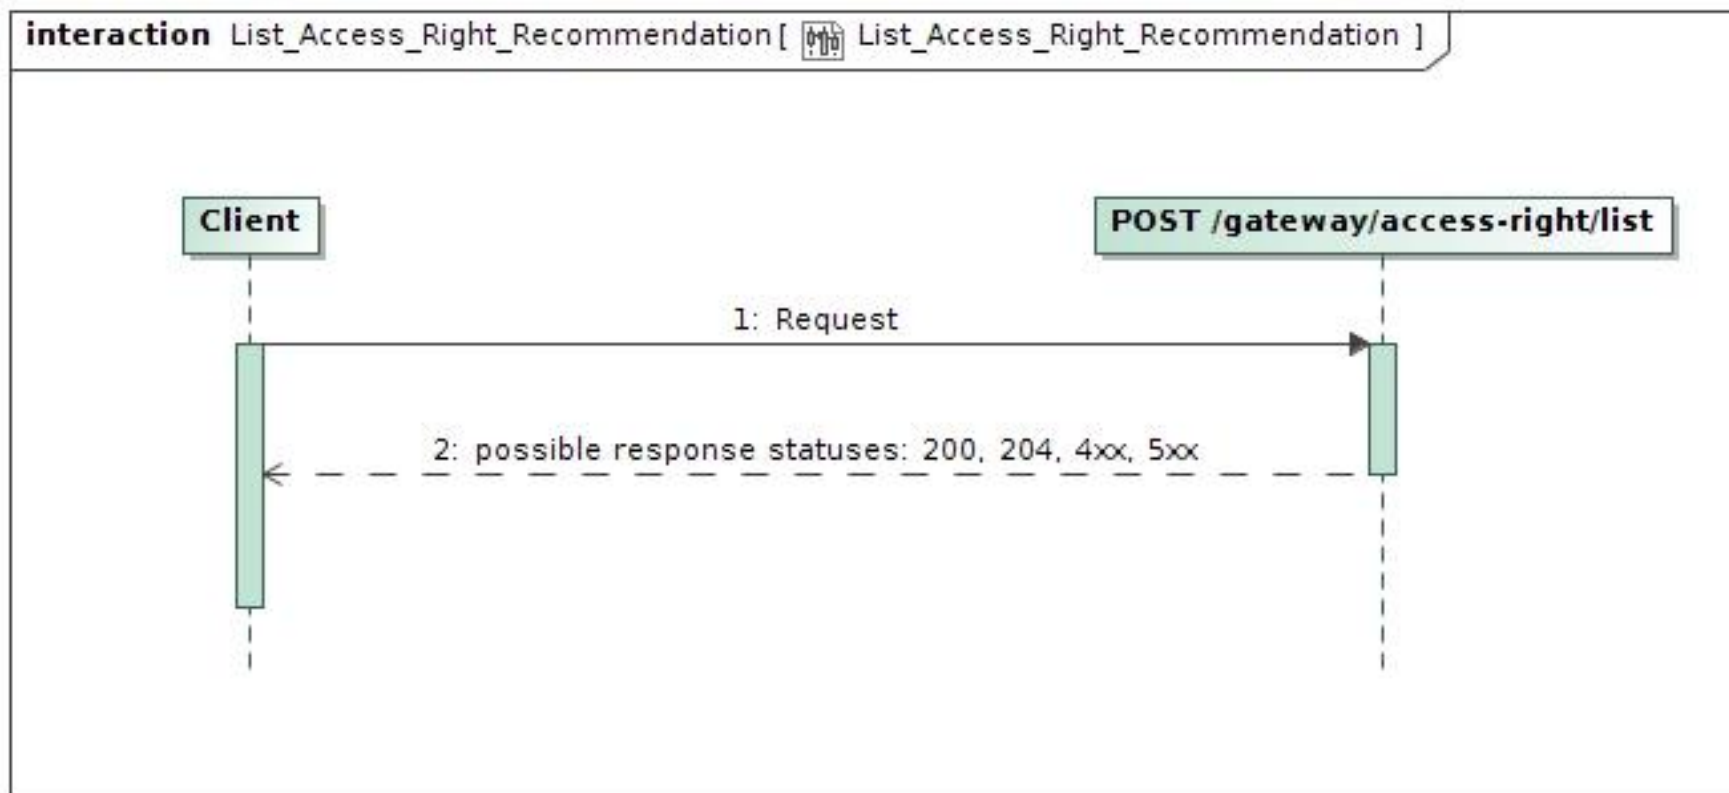 interaction List_Access_Right_Recommendation [ List_Access_Right_Recommendation ]
Client
POST /gateway/access-right/list
1: Request
2: possible response statuses: 200, 204, 4xx, 5xx